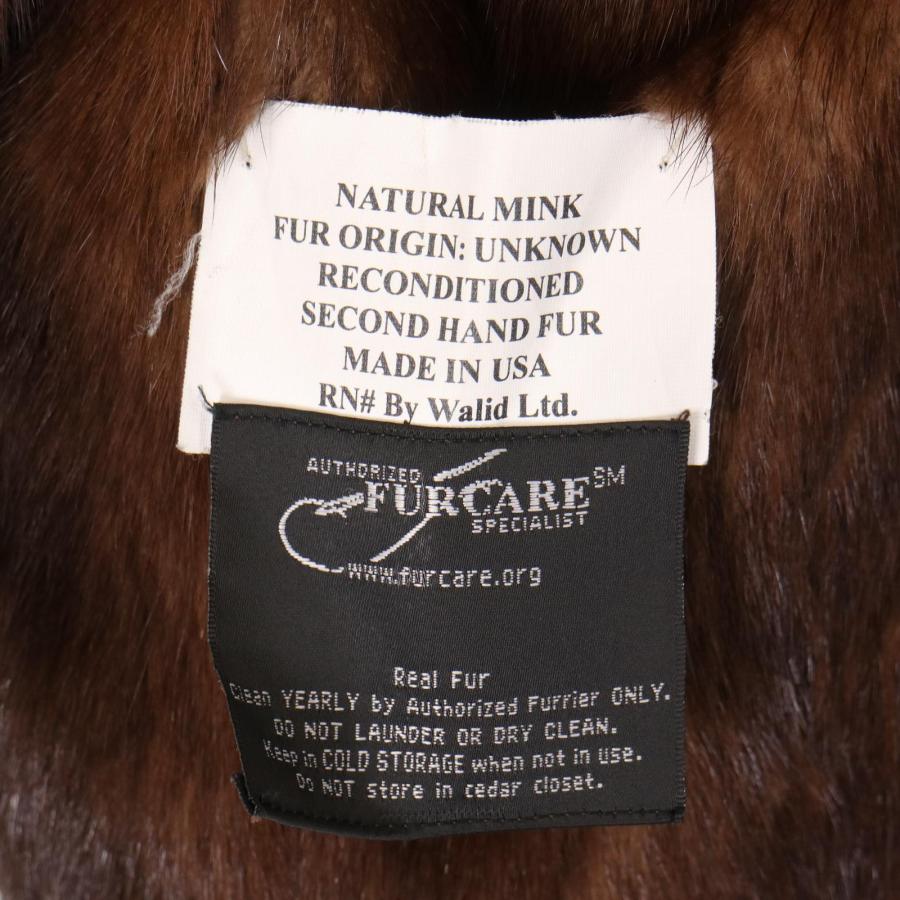 NATURAL MINK
FUR ORIGIN: UNKNOWN
RECONDITIONED
SECOND HAND FUR
MADE IN USA
RN# By Walid Ltd.
AUTHORIZED
FURCARE SM
SPECIALIST
www.furcare.org
Real Fur
Clean YEARLY by Authorized Furrier ONLY.
DO NOT LAUNDER OR DRY CLEAN.
Keep in COLD STORAGE when not in use.
Do NOT store in cedar closet.